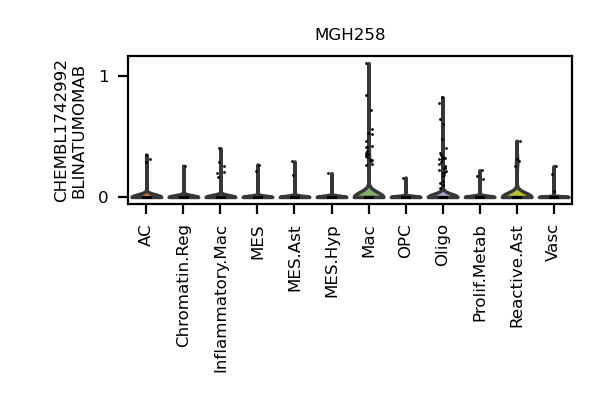 MGH258
CHEMBL1742992
BLINATUMOMAB
1
0
AC
Chromatin.Reg
Inflammatory.Mac
MES
MES.Ast
MES.Hyp
Mac
OPC
Oligo
Prolif.Metab
Reactive.Ast
Vasc